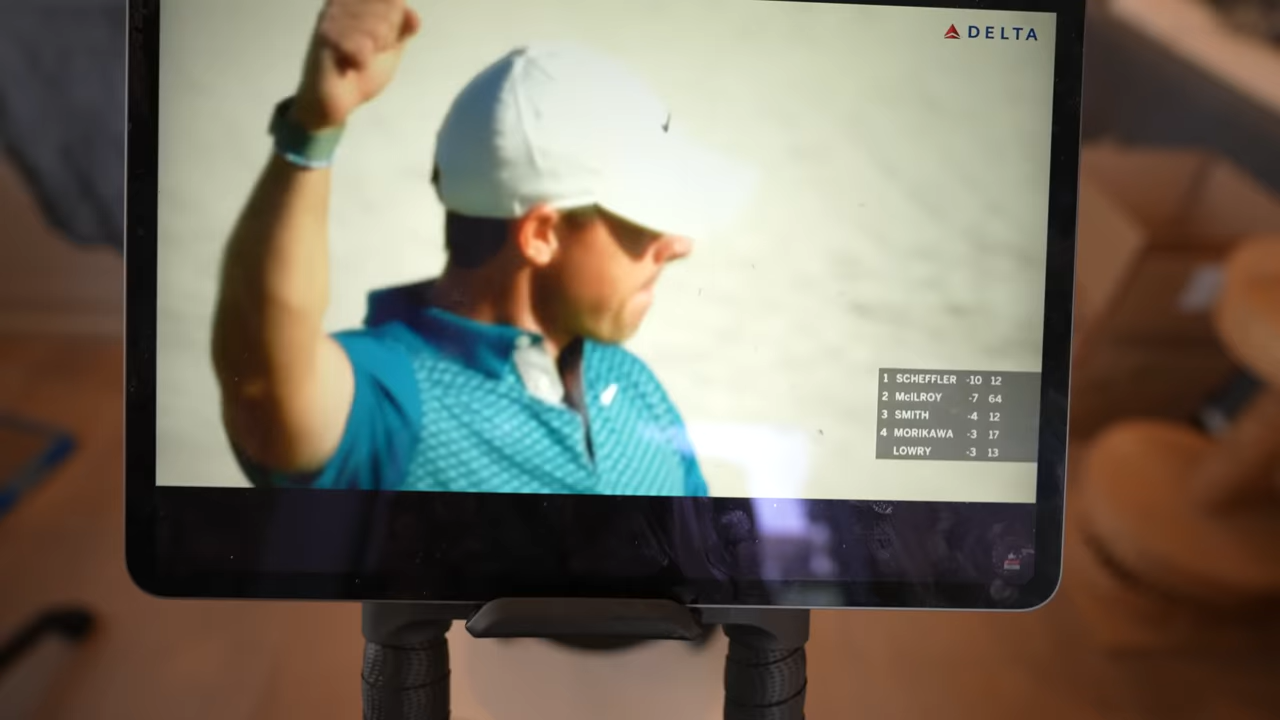 DELTA
1 SCHEFFLER -10 12
2 McILROY -7 64
3 SMITH -4 12
4 MORIKAWA -3 17
LOWRY -3 13